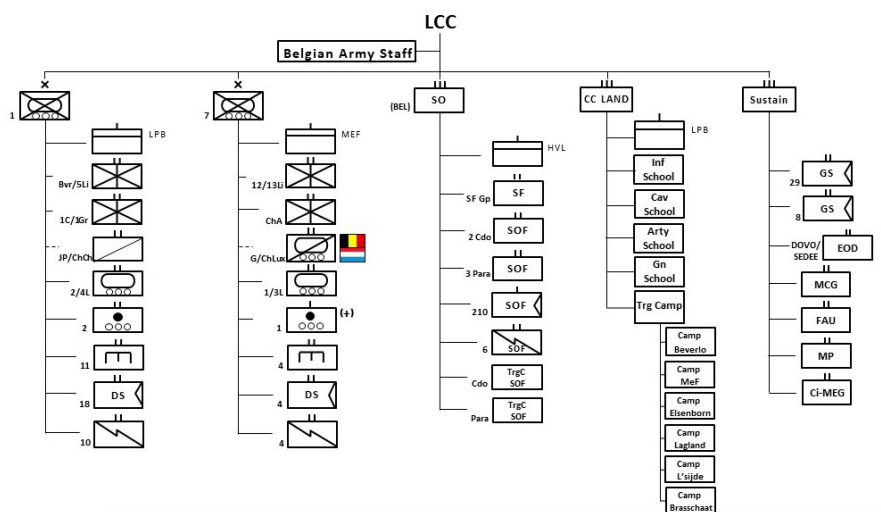 LCC
Belgian Army Staff
1
LPB
Bvr/5Li
1C/1Gr
JP/ChCh
2/4L
2
11
18 DS
10
7
MEF
12/13Li
ChA
G/ChLux
1/3L
1 (+)
4
4 DS
4
(BEL) SO
HVL
SF Gp SF
2 Cdo SOF
3 Para SOF
210 SOF
6 SOF
Cdo TrgC
SOF
Para TrgC
SOF
CC LAND
LPB
Inf
School
Cav
School
Arty
School
Gn
School
Trg Camp
Camp
Beverlo
Camp
MeF
Camp
Elsenborn
Camp
Lagland
Camp
L'sijde
Camp
Brasschaat
Sustain
29 GS
8 GS
DOVO/
SEDEE EOD
MCG
FAU
MP
Ci-MEG